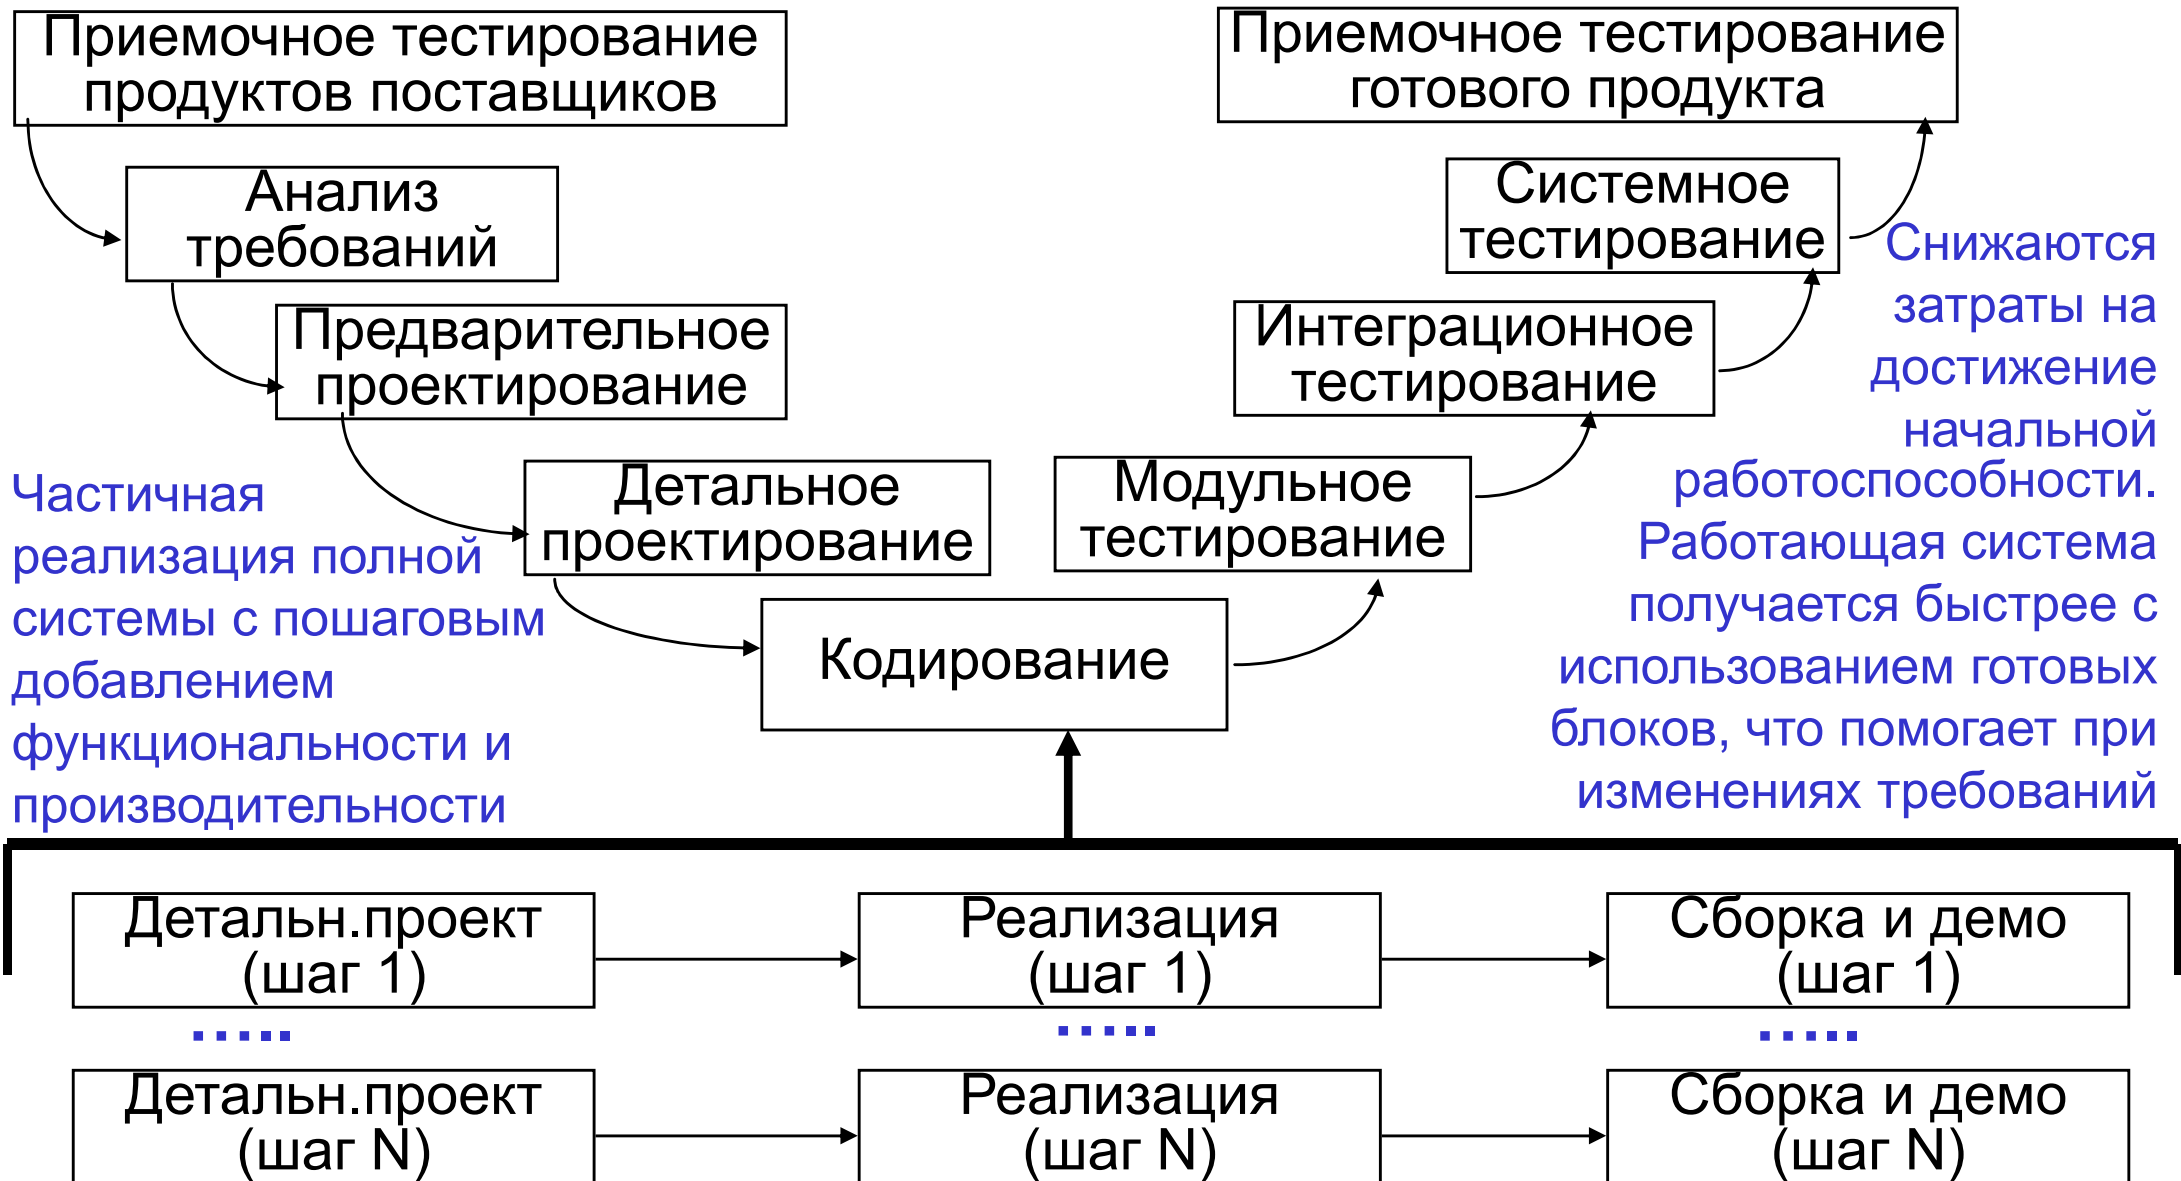 Приемочное тестирование
продуктов поставщиков
Приемочное тестирование
готового продукта
Анализ
требований
Системное
тестирование
Предварительное
проектирование
Интеграционное
тестирование
Детальное
проектирование
Модульное
тестирование
Кодирование
Частичная
реализация полной
системы с пошаговым
добавлением
функциональности и
производительности
Снижаются
затраты на
достижение
начальной
работоспособности.
Работающая система
получается быстрее с
использованием готовых
блоков, что помогает при
изменениях требований
Детальн.проект
(шаг 1)
Реализация
(шаг 1)
Сборка и демо
(шаг 1)
.....
.....
.....
Детальн.проект
(шаг N)
Реализация
(шаг N)
Сборка и демо
(шаг N)